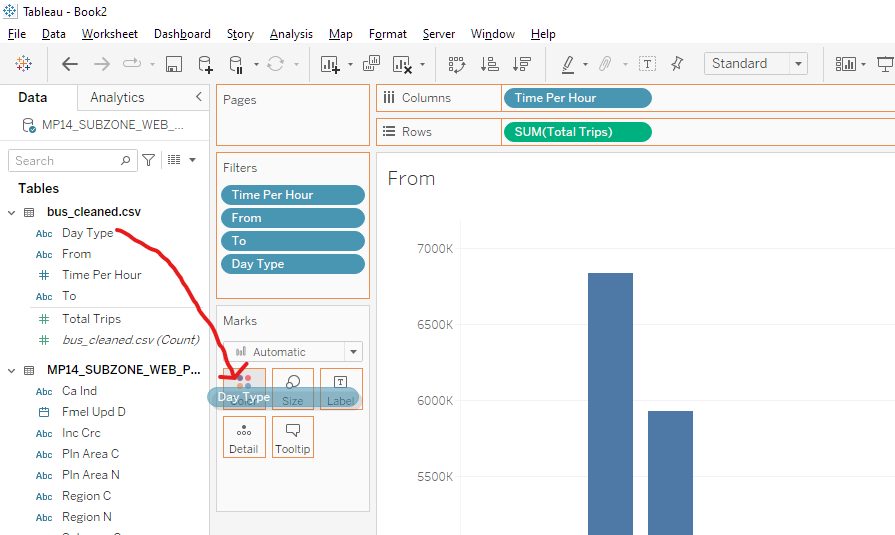 Tableau - Book2
File Data Worksheet Dashboard Story Analysis Map Format Server Window Help
Standard
Data Analytics
MP14_SUBZONE_WEB_...
Search
Tables
bus_cleaned.csv
Abc Day Type
Abc From
# Time Per Hour
Abc To
# Total Trips
# bus_cleaned.csv (Count)
MP14_SUBZONE_WEB_P...
Abc Ca Ind
Fmel Upd D
Abc Inc Crc
Abc Pln Area C
Abc Pln Area N
Abc Region C
Abc Region N
Pages
Filters
Time Per Hour
From
To
Day Type
Marks
Automatic
Day Type
Color Size Label
Detail Tooltip
Columns Time Per Hour
Rows SUM(Total Trips)
From
7000K
6500K
6000K
5500K